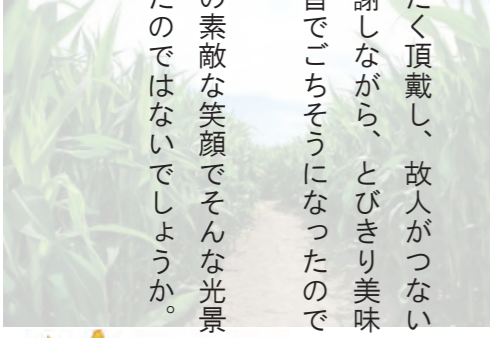 たく頂戴し、故人がつない
謝しながら、とびきり美味
皆でごちそうになったので
の素敵な笑顔でそんな光景
たのではないでしょうか。